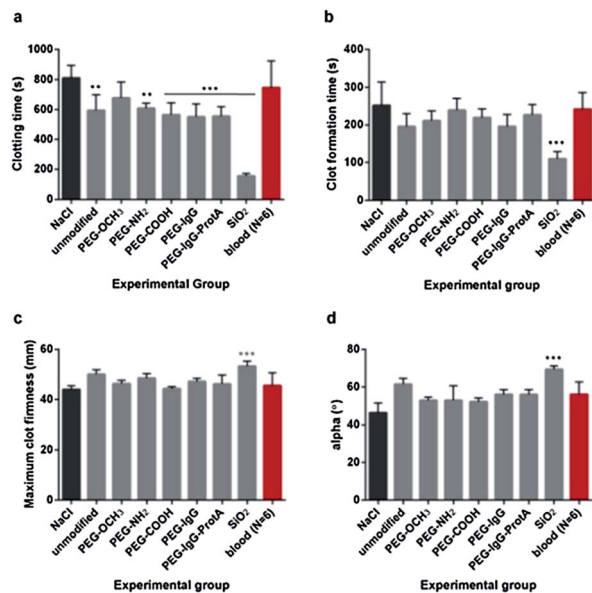 a
Clotting time (s)
1000
800
600
400
200
0
•• •• •••
NaCl
unmodified
PEG-OCH3
PEG-NH2
PEG-COOH
PEG-IgG
PEG-IgG-ProtA
SiO2
blood (N=6)
Experimental Group
b
Clot formation time (s)
400
300
200
100
0
•••
NaCl
unmodified
PEG-OCH3
PEG-NH2
PEG-COOH
PEG-IgG
PEG-IgG-ProtA
SiO2
blood (N=6)
Experimental group
c
Maximum clot firmness (mm)
60
40
20
0
***
NaCl
unmodified
PEG-OCH3
PEG-NH2
PEG-COOH
PEG-IgG
PEG-IgG-ProtA
SiO2
blood (N=6)
Experimental group
d
alpha (°)
80
60
40
20
0
•••
NaCl
unmodified
PEG-OCH3
PEG-NH2
PEG-COOH
PEG-IgG
PEG-IgG-ProtA
SiO2
blood (N=6)
Experimental group